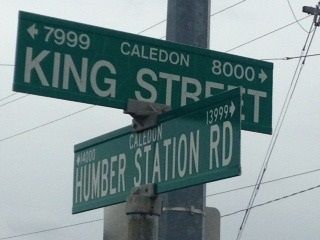 7999 CALEDON 8000
KING STREET
14000 CALEDON 13999
HUMBER STATION RD